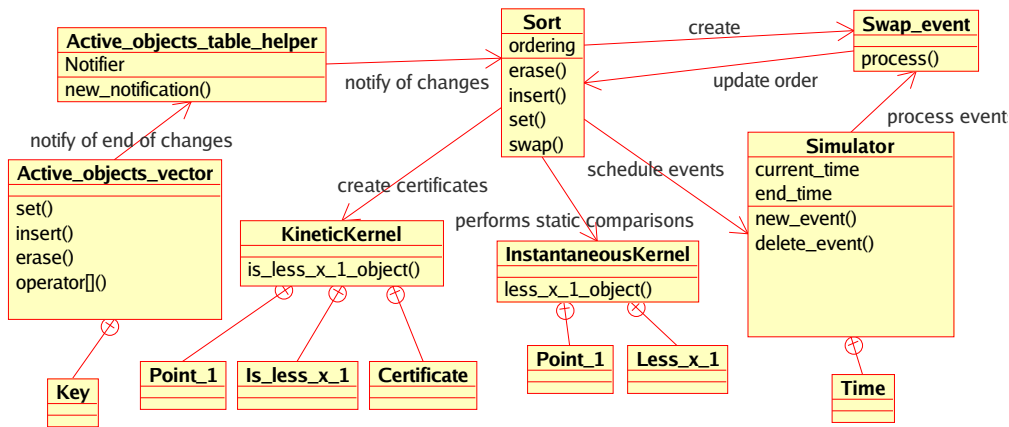 Active_objects_table_helper
Notifier
new_notification()
notify of changes
Sort
ordering
erase()
insert()
set()
swap()
create
update order
Swap_event
process()
process event
notify of end of changes
Active_objects_vector
set()
insert()
erase()
operator[]()
create certificates
performs static comparisons
schedule events
Simulator
current_time
end_time
new_event()
delete_event()
KineticKernel
is_less_x_1_object()
InstantaneousKernel
less_x_1_object()
Key
Point_1
Is_less_x_1
Certificate
Point_1
Less_x_1
Time